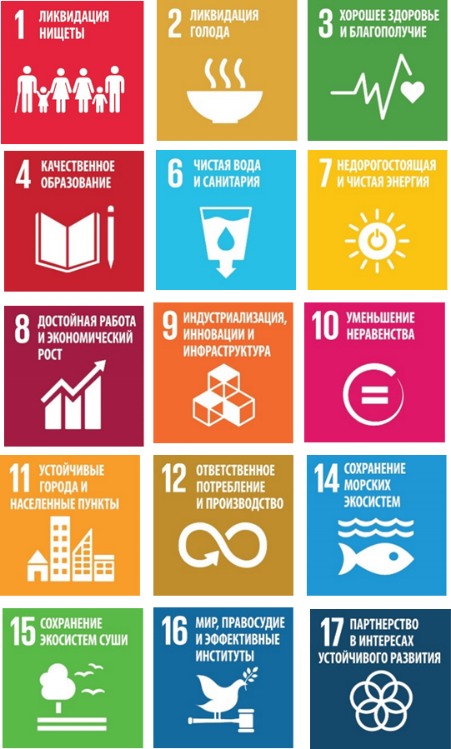 1 ЛИКВИДАЦИЯ
НИЩЕТЫ
2 ЛИКВИДАЦИЯ
ГОЛОДА
3 ХОРОШЕЕ ЗДОРОВЬЕ
И БЛАГОПОЛУЧИЕ
4 КАЧЕСТВЕННОЕ
ОБРАЗОВАНИЕ
6 ЧИСТАЯ ВОДА
И САНИТАРИЯ
7 НЕДОРОГОСТОЯЩАЯ
И ЧИСТАЯ ЭНЕРГИЯ
8 ДОСТОЙНАЯ РАБОТА
И ЭКОНОМИЧЕСКИЙ
РОСТ
9 ИНДУСТРИАЛИЗАЦИЯ,
ИННОВАЦИИ И
ИНФРАСТРУКТУРА
10 УМЕНЬШЕНИЕ
НЕРАВЕНСТВА
11 УСТОЙЧИВЫЕ
ГОРОДА И
НАСЕЛЕННЫЕ ПУНКТЫ
12 ОТВЕТСТВЕННОЕ
ПОТРЕБЛЕНИЕ
И ПРОИЗВОДСТВО
14 СОХРАНЕНИЕ
МОРСКИХ
ЭКОСИСТЕМ
15 СОХРАНЕНИЕ
ЭКОСИСТЕМ СУШИ
16 МИР, ПРАВОСУДИЕ
И ЭФФЕКТИВНЫЕ
ИНСТИТУТЫ
17 ПАРТНЕРСТВО
В ИНТЕРЕСАХ
УСТОЙЧИВОГО РАЗВИТИЯ